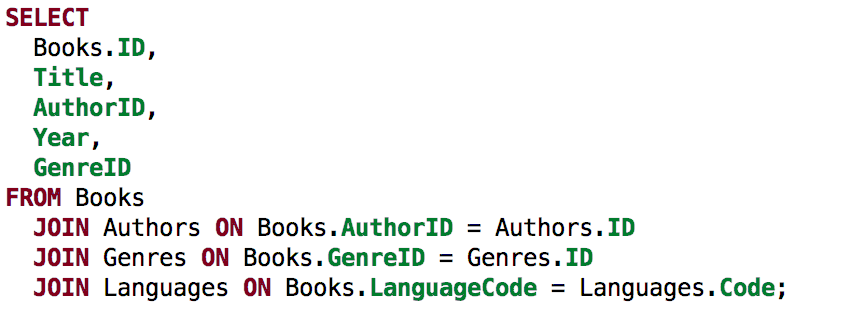 SELECT
Books.ID,
Title,
AuthorID,
Year,
GenreID
FROM Books
JOIN Authors ON Books.AuthorID = Authors.ID
JOIN Genres ON Books.GenreID = Genres.ID
JOIN Languages ON Books.LanguageCode = Languages.Code;